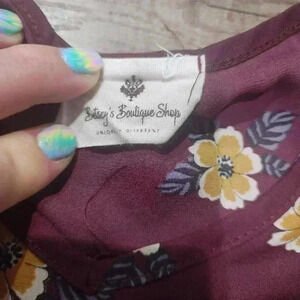 Betsy's Boutique Shop
UNIQUELY DIFFERENT